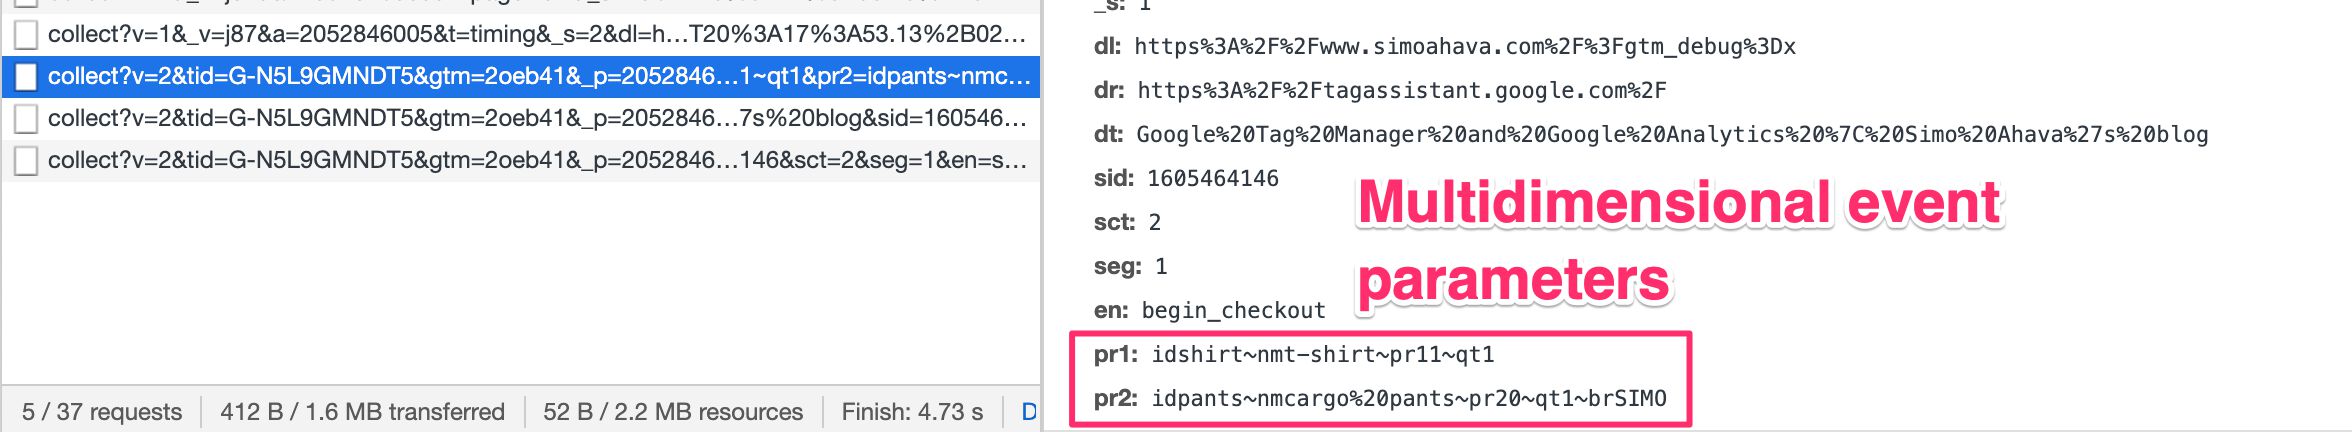 collect?v=1&_v=j87&a=2052846005&t=timing&_s=2&dl=h…T20%3A17%3A53.13%2B02…
collect?v=2&tid=G-N5L9GMNDT5&gtm=2oeb41&_p=2052846…1~qt1&pr2=idpants~nmc…
collect?v=2&tid=G-N5L9GMNDT5&gtm=2oeb41&_p=2052846…7s%20blog&sid=160546…
collect?v=2&tid=G-N5L9GMNDT5&gtm=2oeb41&_p=2052846…146&sct=2&seg=1&en=s…
5 / 37 requests
412 B / 1.6 MB transferred
52 B / 2.2 MB resources
Finish: 4.73 s
_s: 1
dl: https%3A%2F%2Fwww.simoahava.com%2F%3Fgtm_debug%3Dx
dr: https%3A%2F%2Ftagassistant.google.com%2F
dt: Google%20Tag%20Manager%20and%20Google%20Analytics%20%7C%20Simo%20Ahava%27s%20blog
sid: 1605464146
sct: 2
seg: 1
en: begin_checkout
Multidimensional event
parameters
pr1: idshirt~nmt-shirt~pr11~qt1
pr2: idpants~nmcargo%20pants~pr20~qt1~brSIMO